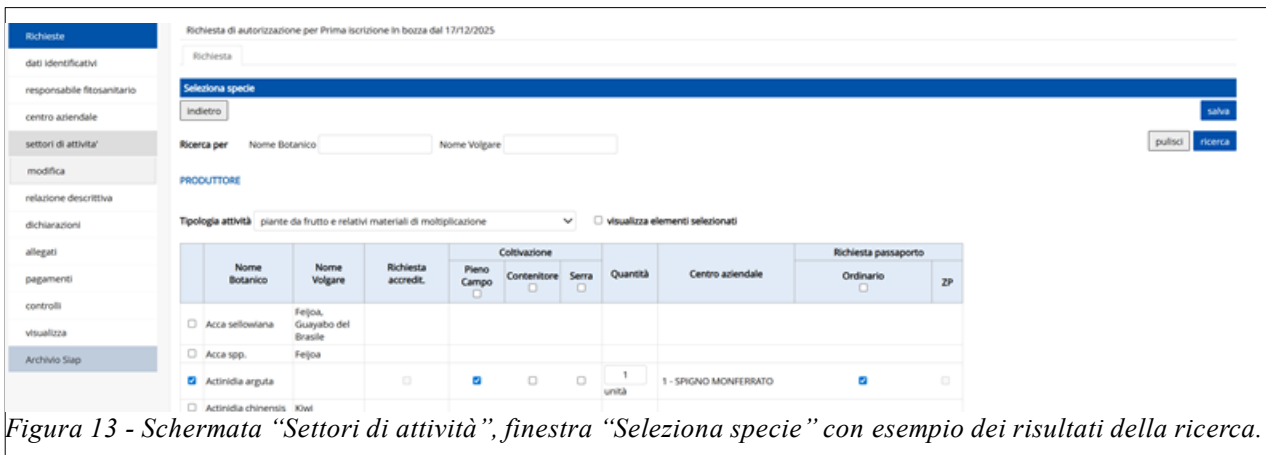 Richieste
dati identificativi
responsabile fitosanitario
centro aziendale
settori di attivita'
modifica
relazione descrittiva
dichiarazioni
allegati
pagamenti
controlli
visualizza
Archivio Siap
Richiesta di autorizzazione per Prima iscrizione In bozza dal 17/12/2025
Richiesta
Seleziona specie
indietro salva
Ricerca per Nome Botanico Nome Volgare pulisci ricerca
PRODUTTORE
Tipologia attività piante da frutto e relativi materiali di moltiplicazione visualizza elementi selezionati
Coltivazione Richiesta passaporto
Nome Botanico Nome Volgare Richiesta accredit. Pieno Campo Contenitore Serra Quantità Centro aziendale Ordinario ZP
Acca sellowiana Feijoa, Guayabo del Brasile
Acca spp. Feijoa
Actinidia arguta 1 unità 1 - SPIGNO MONFERRATO
Actinidia chinensis Kiwi
Figura 13 - Schermata “Settori di attività”, finestra “Seleziona specie” con esempio dei risultati della ricerca.